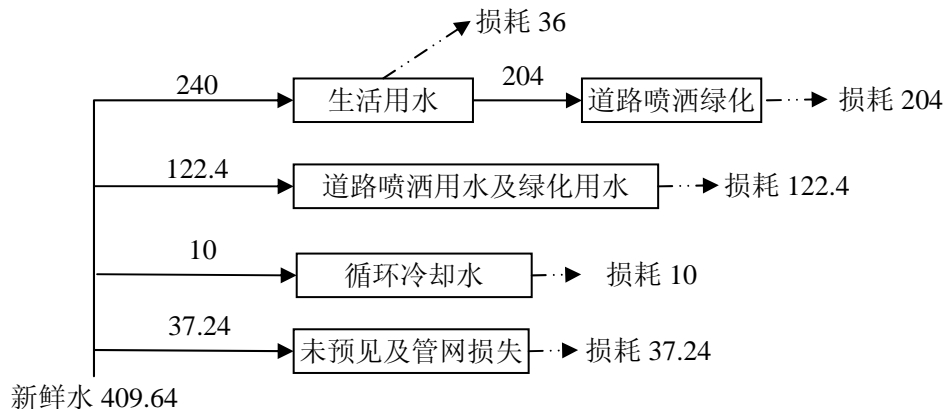 损耗 36
240
生活用水
204
道路喷洒绿化
损耗 204
122.4
道路喷洒用水及绿化用水
损耗 122.4
10
循环冷却水
损耗 10
37.24
未预见及管网损失
损耗 37.24
新鲜水 409.64